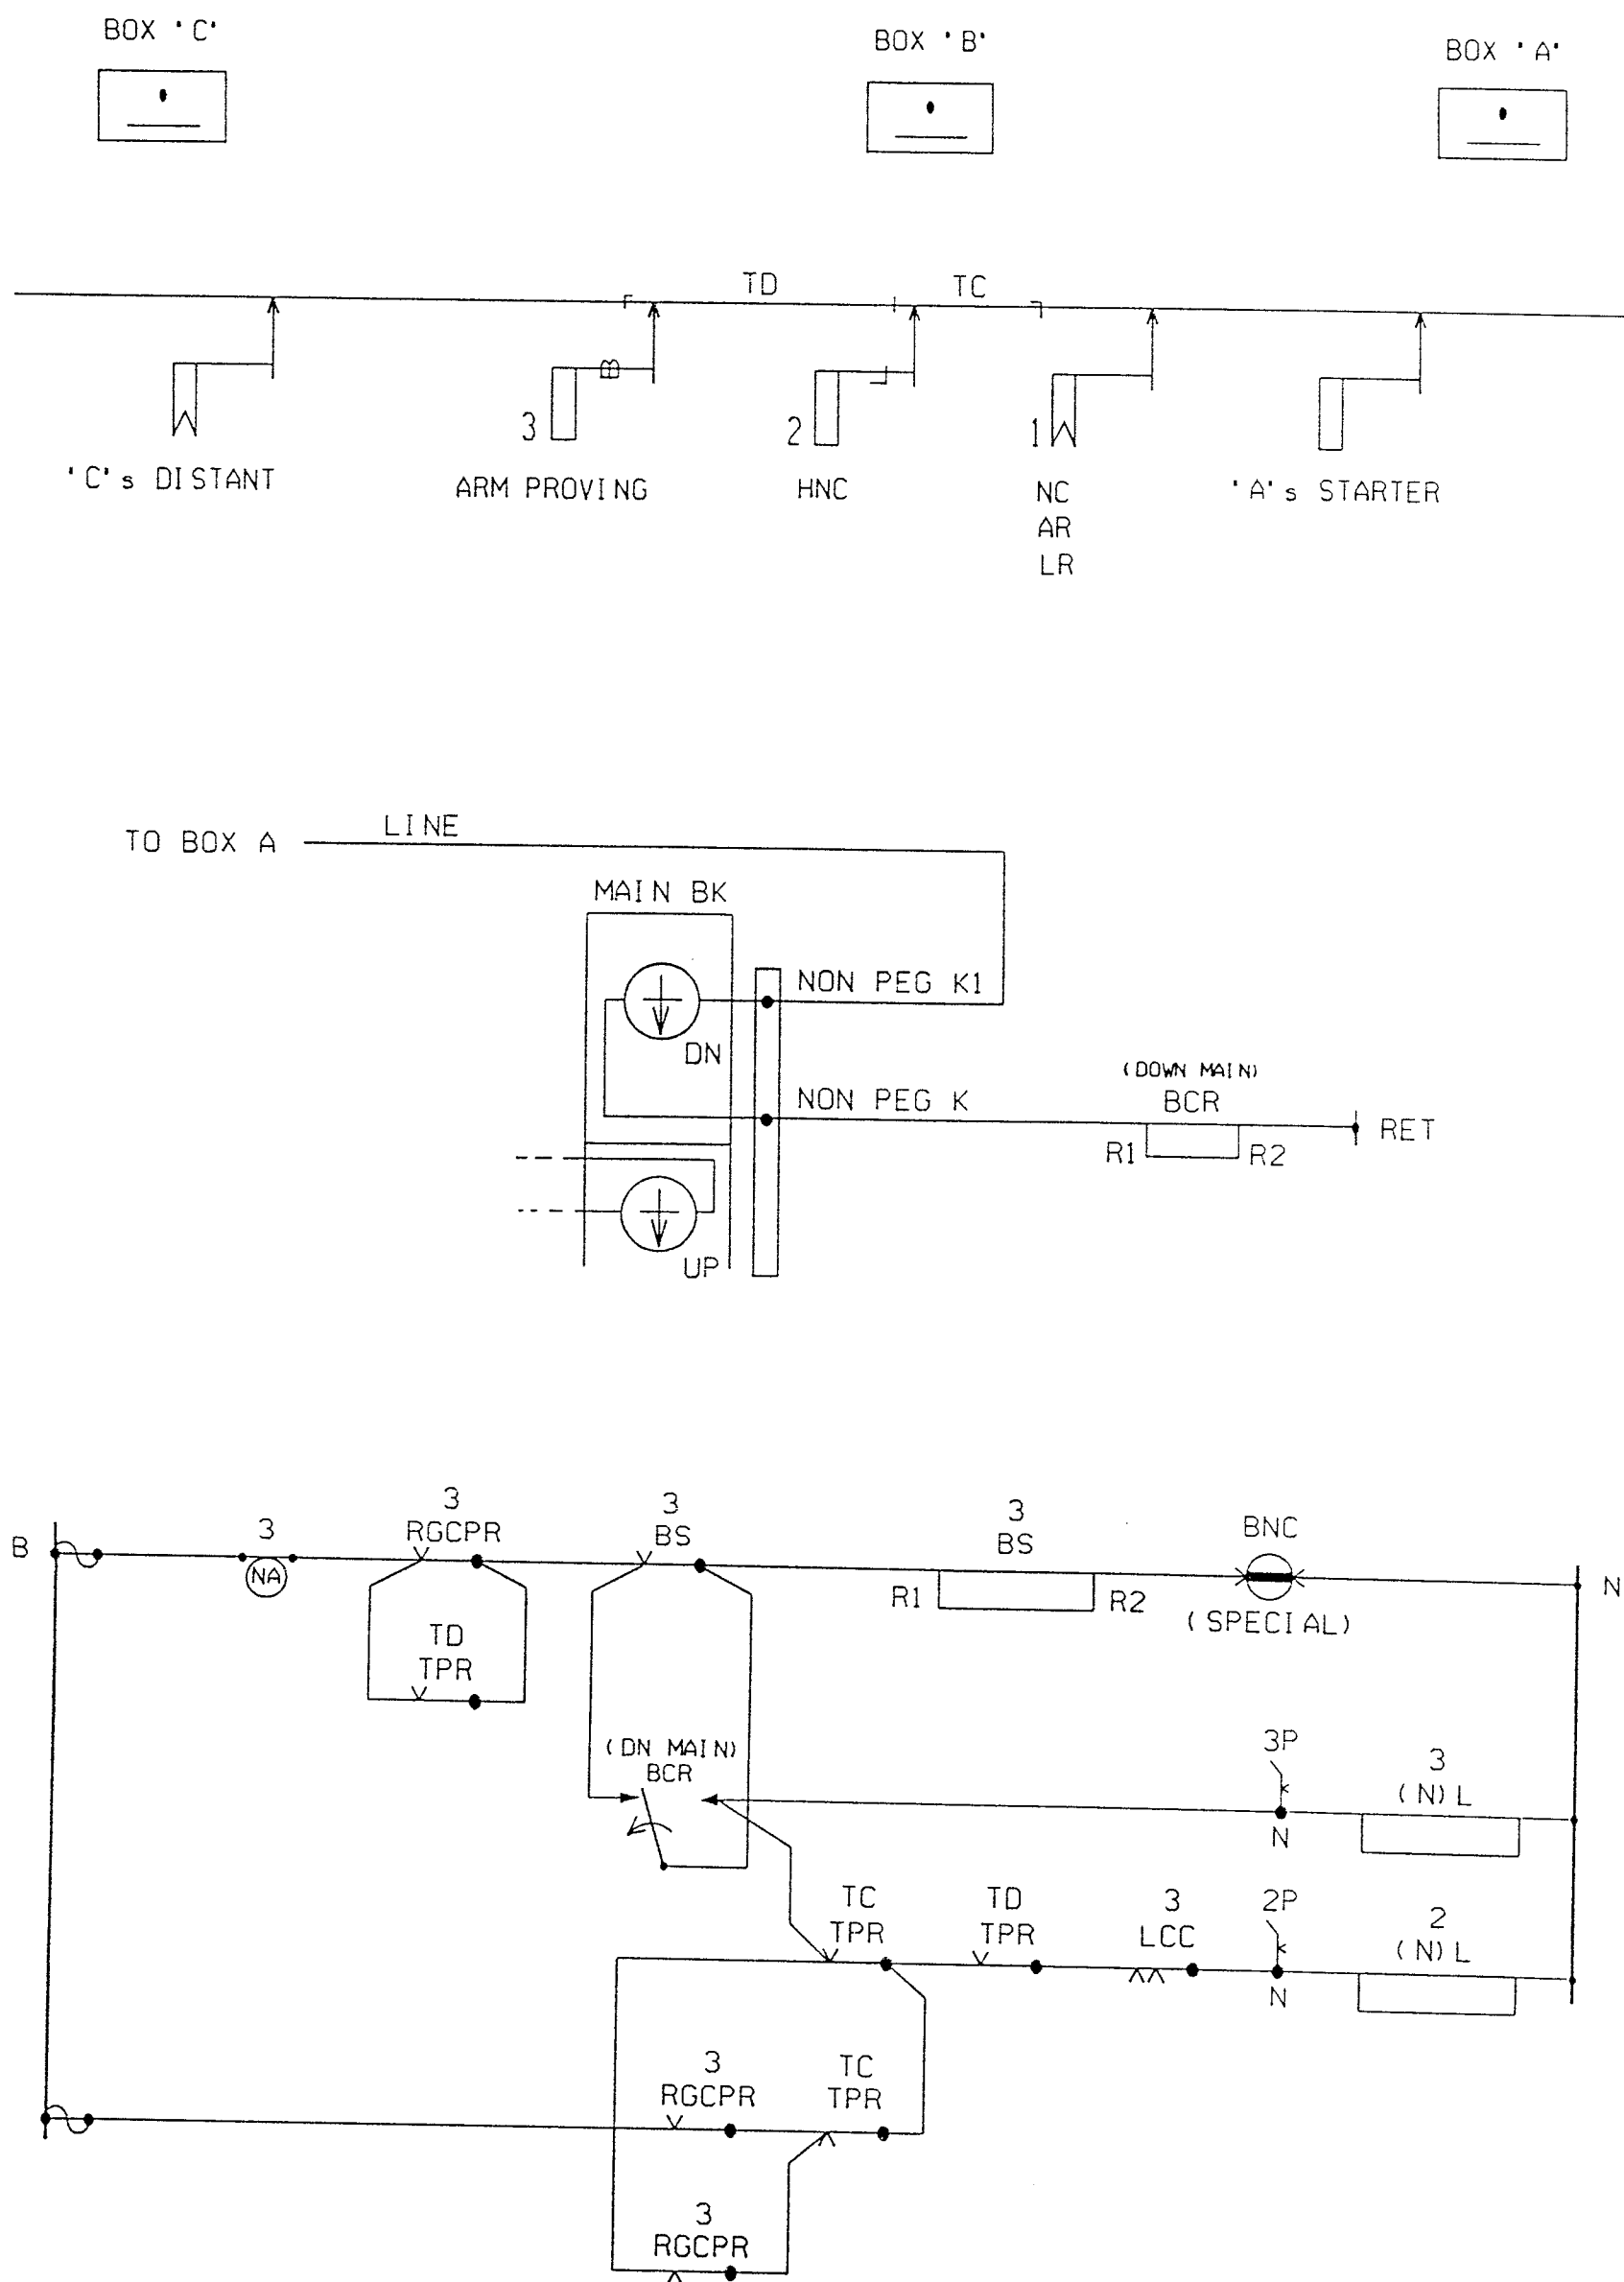 BOX 'C'
BOX 'B'
BOX 'A'
TD
TC
3
2
1
'C's DISTANT
ARM PROVING
HNC
NC
AR
LR
'A's STARTER
TO BOX A
LINE
MAIN BK
NON PEG K1
DN
(DOWN MAIN)
BCR
NON PEG K
RET
R1
R2
UP
B
3
NA
3
RGCPR
3
BS
3
BS
R1
R2
BNC
(SPECIAL)
N
TD
TPR
(DN MAIN)
BCR
3P
N
3
(N)L
TC
TPR
TD
TPR
3
LCC
2P
N
2
(N)L
3
RGCPR
TC
TPR
3
RGCPR